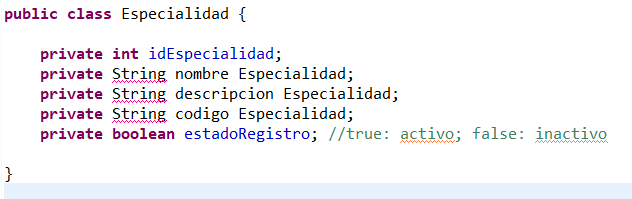 public class Especialidad {
private int idEspecialidad;
private String nombre Especialidad;
private String descripcion Especialidad;
private String codigo Especialidad;
private boolean estadoRegistro; //true: activo; false: inactivo
}